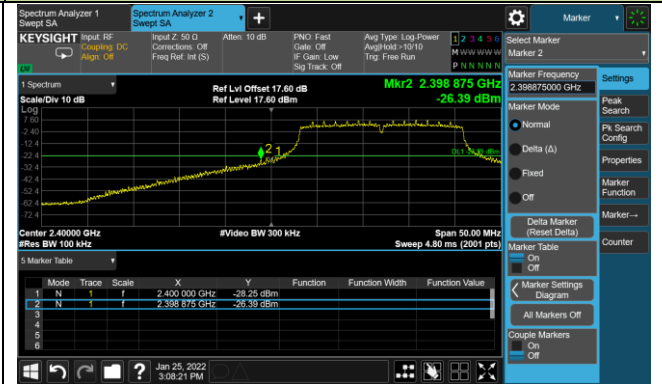 Spectrum Analyzer 1
Swept SA
Spectrum Analyzer 2
Swept SA
+
Marker
KEYSIGHT
Input: RF
Coupling: DC
Align: Off
Input Z: 50 Ω
Corrections: Off
Freq Ref: Int (S)
Atten: 10 dB
PNO: Fast
Gate: Off
IF Gain: Low
Sig Track: Off
Avg Type: Log-Power
Avg|Hold:>10/10
Trig: Free Run
1 2 3 4 5 6
M W W W W W
P N N N N N
LV
Select Marker
Marker 2
1 Spectrum
Scale/Div 10 dB
Log
Ref Lvl Offset 17.60 dB
Ref Level 17.60 dBm
Mkr2 2.398 875 GHz
-26.39 dBm
7.60
-2.40
-12.4
-22.4
-32.4
-42.4
-52.4
-62.4
-72.4
2
1
Center 2.40000 GHz
#Res BW 100 kHz
#Video BW 300 kHz
Span 50.00 MHz
Sweep 4.80 ms (2001 pts)
5 Marker Table
Mode Trace Scale X Y Function Function Width Function Value
1 N 1 f 2.400 000 GHz -28.25 dBm
2 N 1 f 2.398 875 GHz -26.39 dBm
3
4
5
6
Marker Frequency
2.398875000 GHz
Marker Mode
Normal
Delta (Δ)
Fixed
Off
Delta Marker
(Reset Delta)
Marker Table
On
Off
Marker Settings
Diagram
All Markers Off
Couple Markers
On
Off
Settings
Peak
Search
Pk Search
Config
Properties
Marker
Function
Marker→
Counter
?
Jan 25, 2022
3:08:21 PM